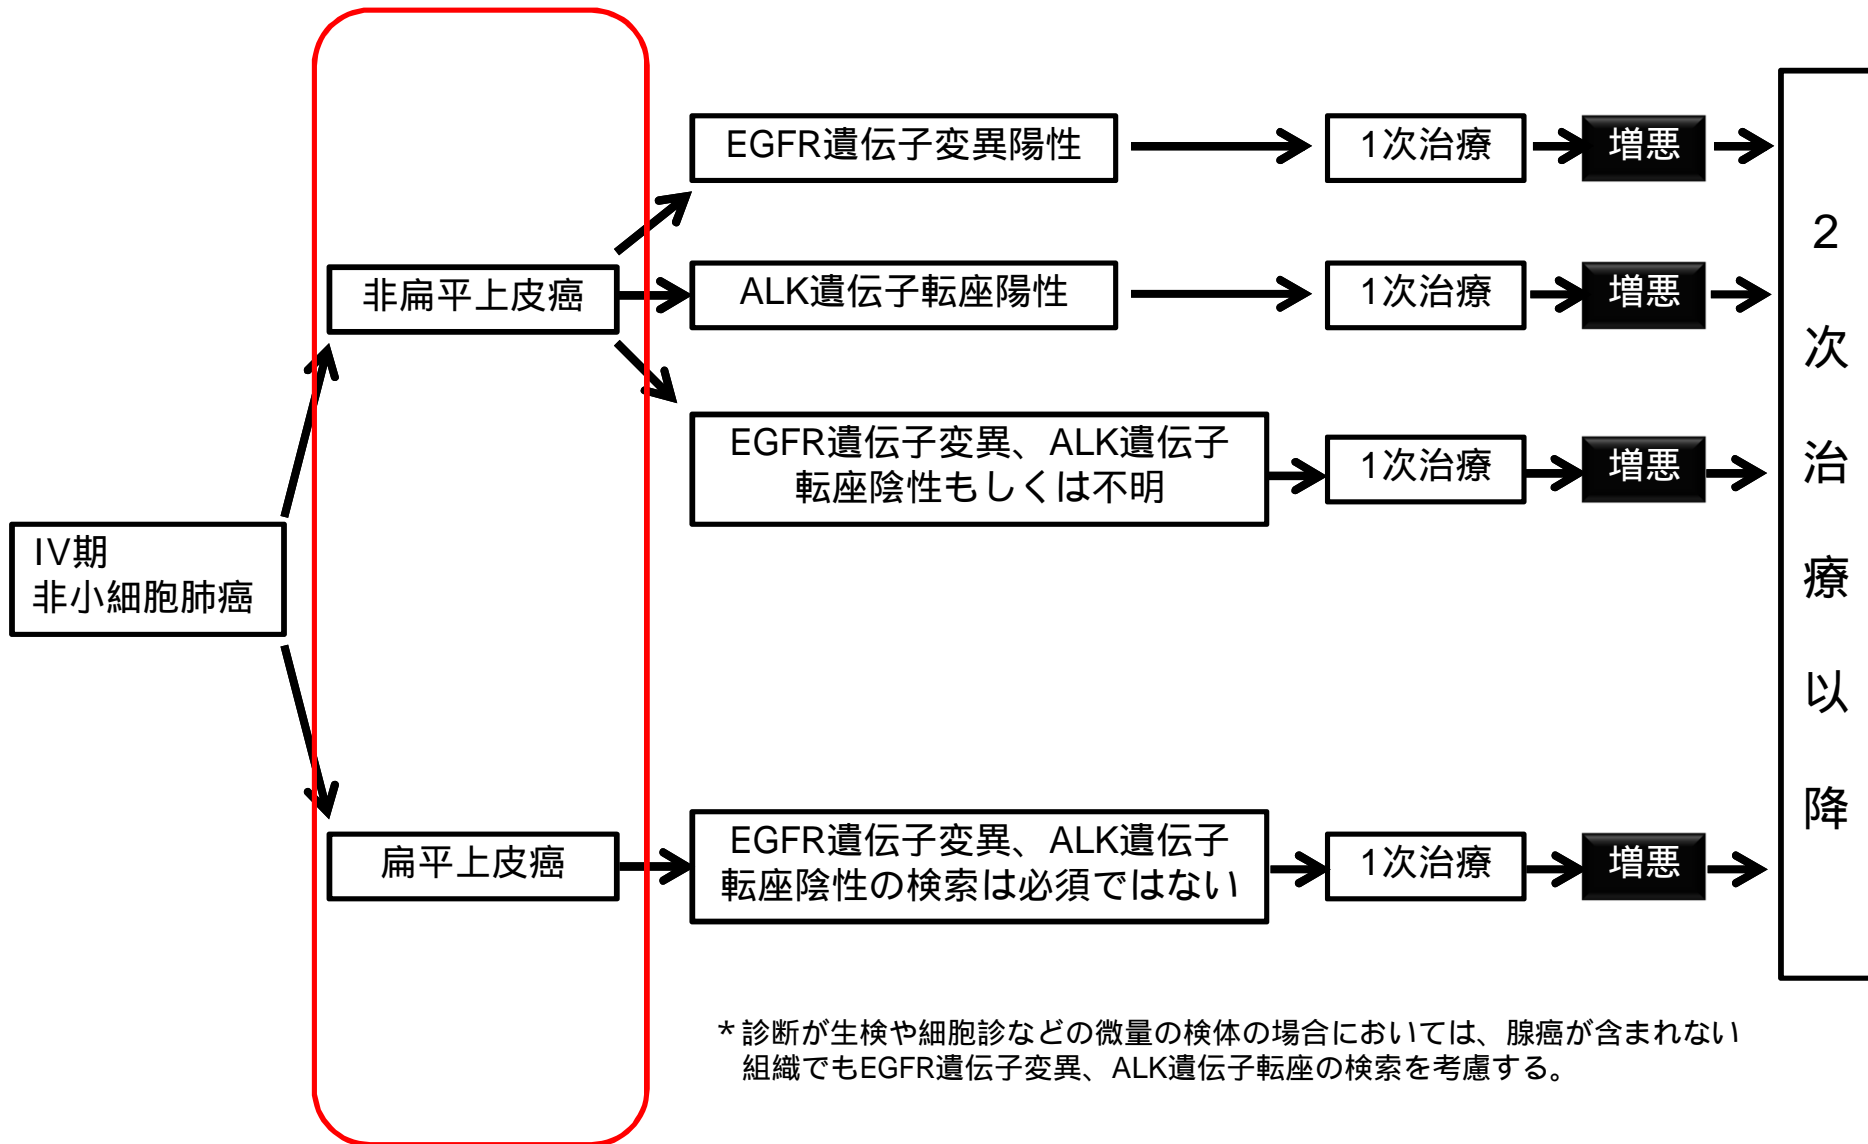 EGFR遺伝子変異陽性
1次治療
増悪
非扁平上皮癌
ALK遺伝子転座陽性
1次治療
増悪
EGFR遺伝子変異、ALK遺伝子
転座陰性もしくは不明
1次治療
増悪
IV期
非小細胞肺癌
扁平上皮癌
EGFR遺伝子変異、ALK遺伝子
転座陰性の検索は必須ではない
1次治療
増悪
2次治療以降
*診断が生検や細胞診などの微量の検体の場合においては、腺癌が含まれない
組織でもEGFR遺伝子変異、ALK遺伝子転座の検索を考慮する。